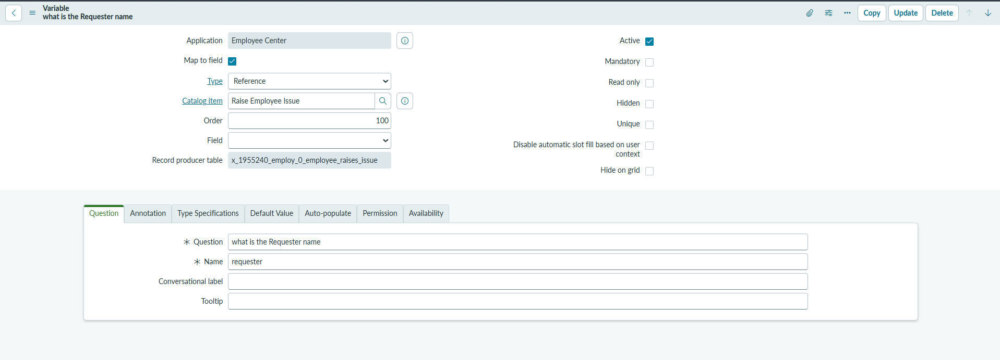 Variable
what is the Requester name
Copy
Update
Delete
Application
Employee Center
Map to field
Type
Reference
Catalog item
Raise Employee Issue
Order
100
Field
Record producer table
x_1955240_employ_0_employee_raises_issue
Active
Mandatory
Read only
Hidden
Unique
Disable automatic slot fill based on user
context
Hide on grid
Question
Annotation
Type Specifications
Default Value
Auto-populate
Permission
Availability
Question
what is the Requester name
Name
requester
Conversational label
Tooltip